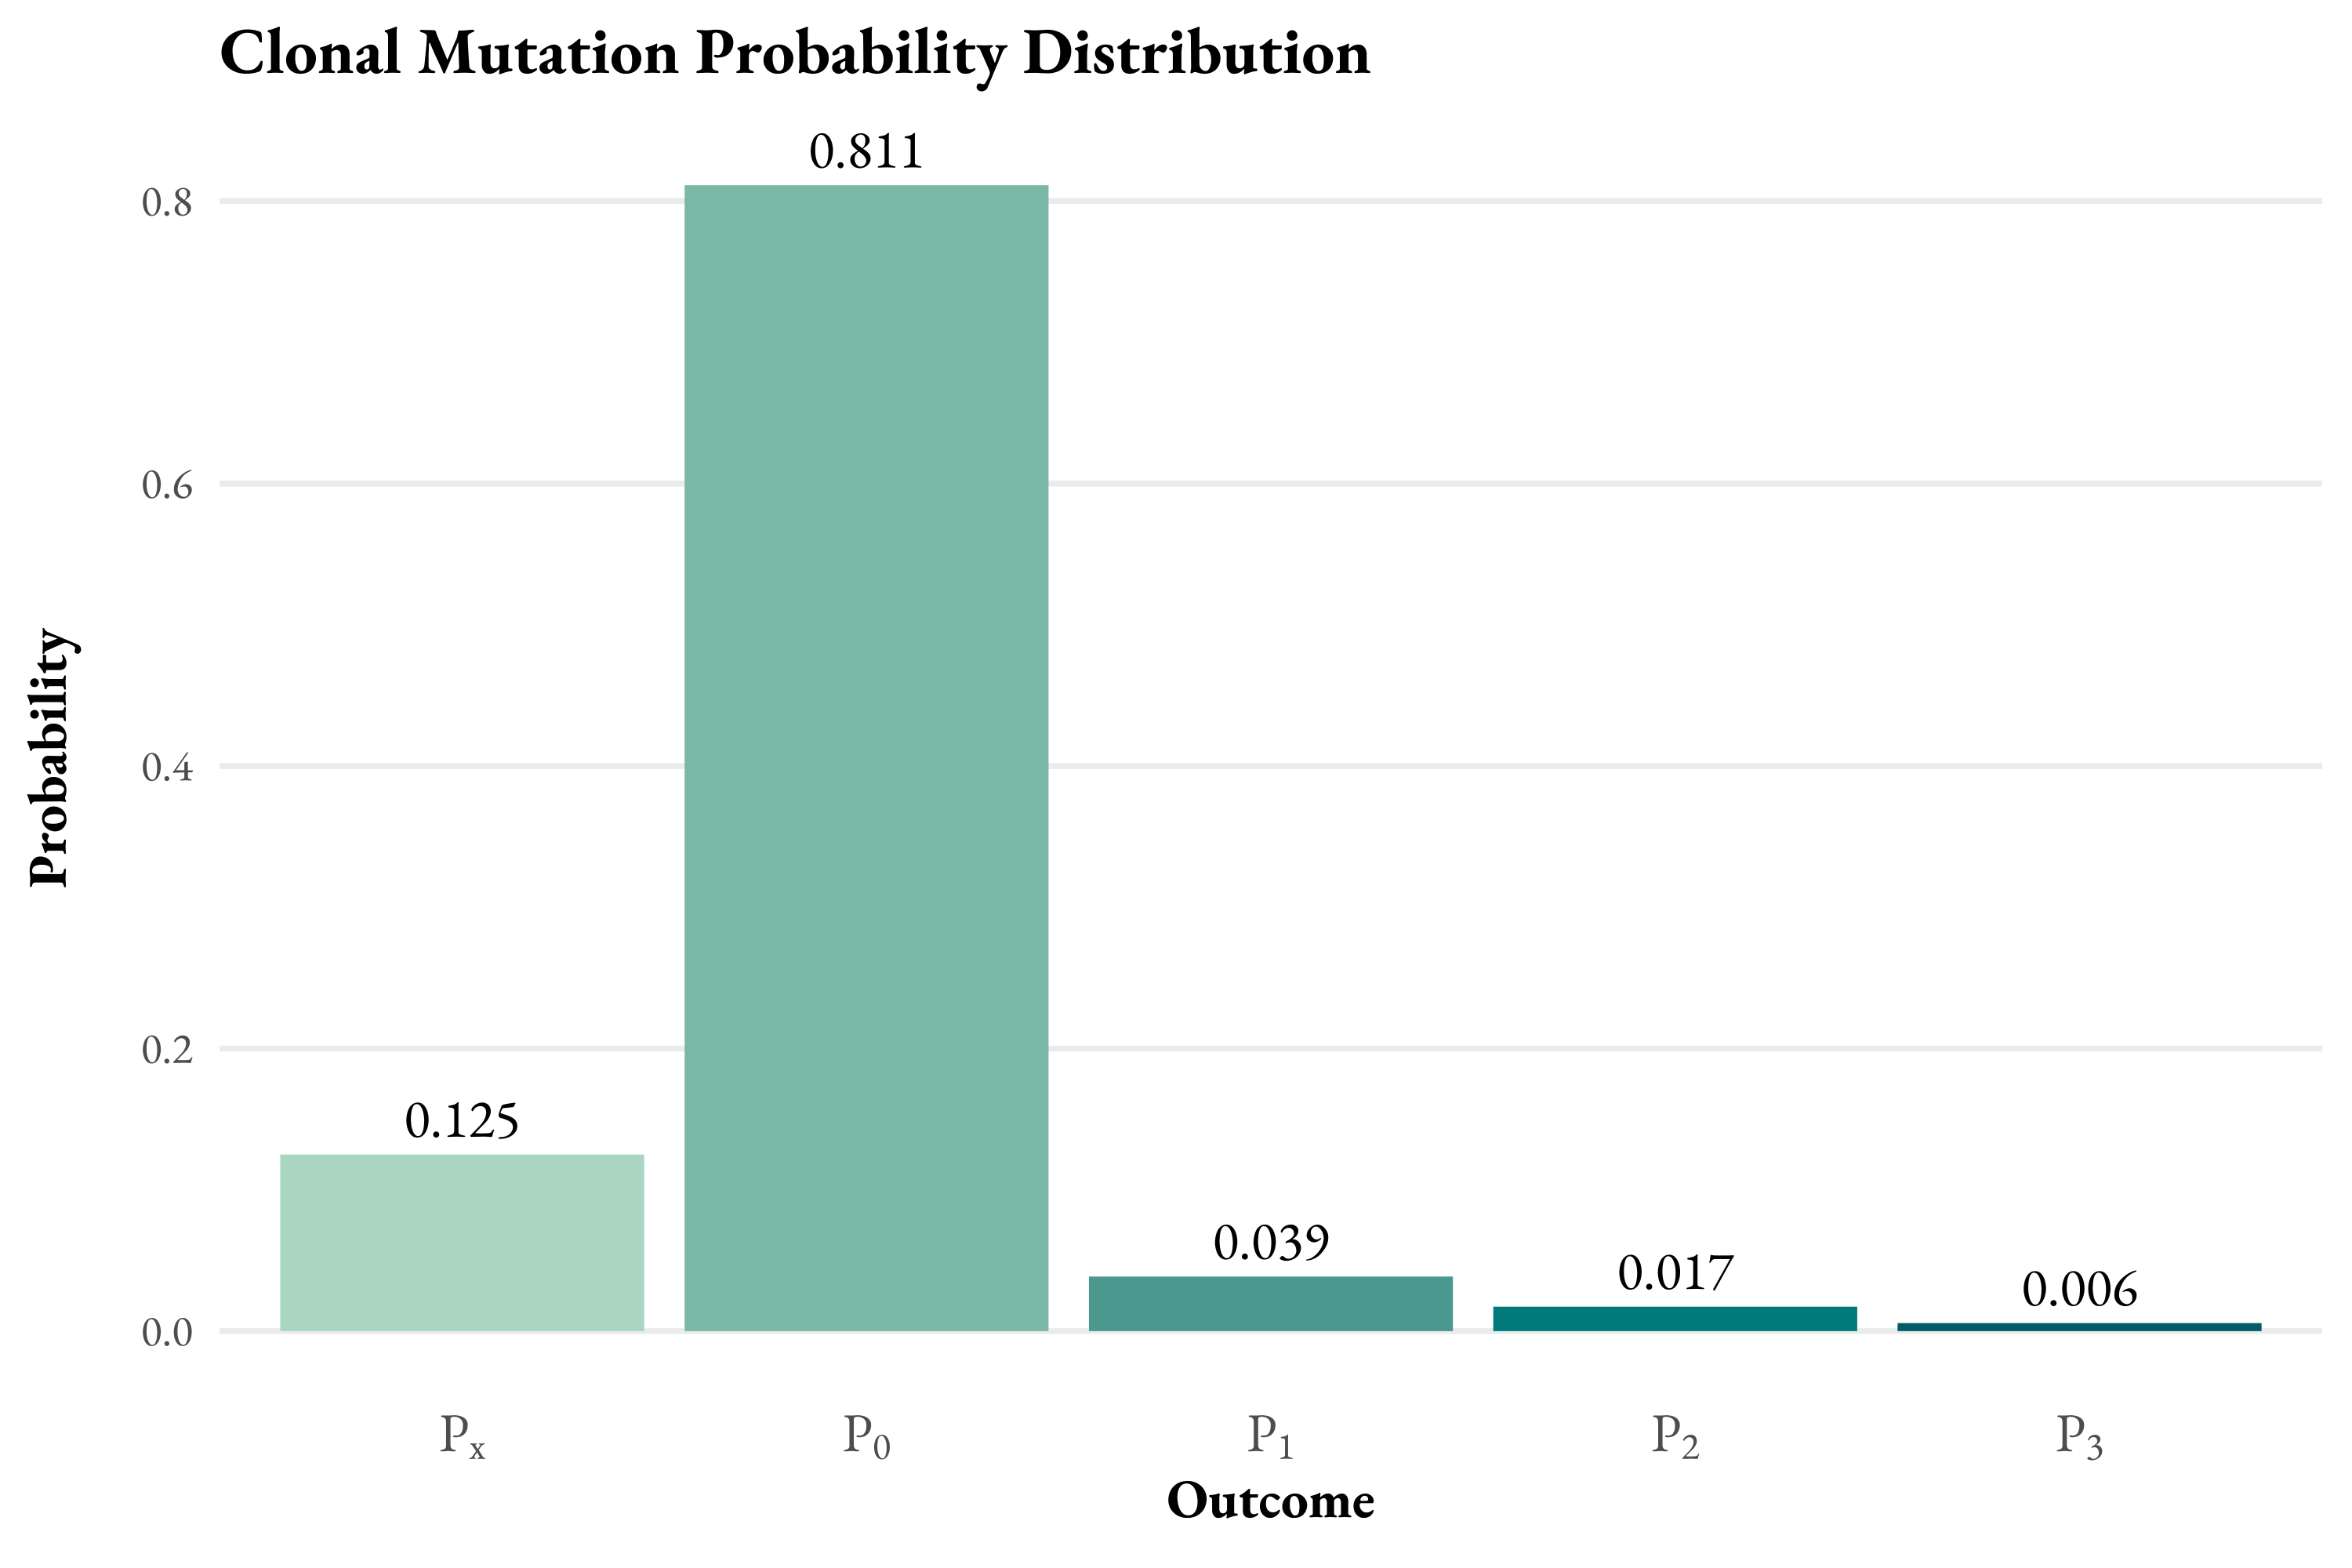 Clonal Mutation Probability Distribution
0.811
0.8
0.6
0.4
0.2
0.0
Probability
0.125
0.039
0.017
0.006
Pₓ
P₀
P₁
P₂
P₃
Outcome